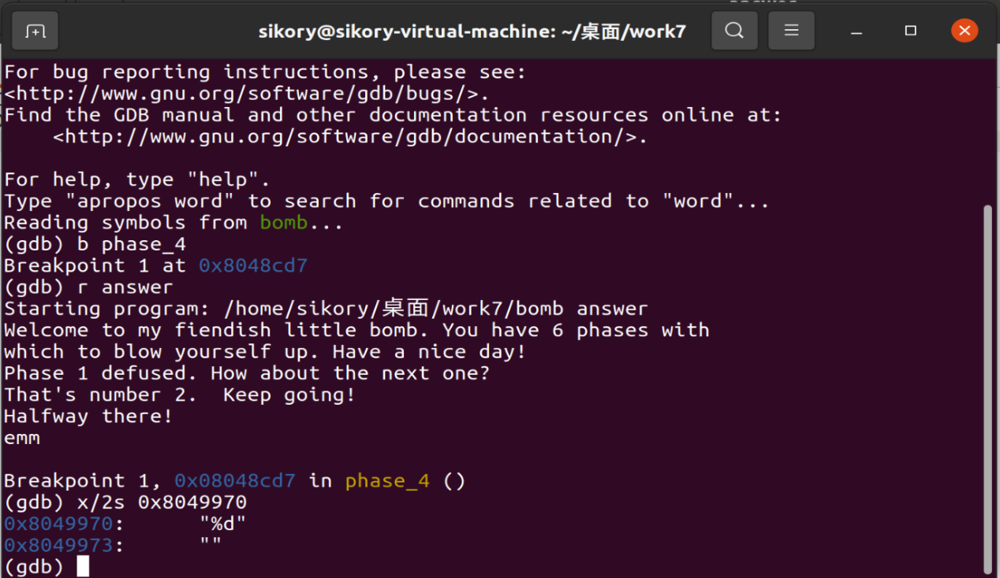 sikory@sikory-virtual-machine: ~/桌面/work7
For bug reporting instructions, please see:
<http://www.gnu.org/software/gdb/bugs/>.
Find the GDB manual and other documentation resources online at:
    <http://www.gnu.org/software/gdb/documentation/>.
For help, type "help".
Type "apropos word" to search for commands related to "word"...
Reading symbols from bomb...
(gdb) b phase_4
Breakpoint 1 at 0x8048cd7
(gdb) r answer
Starting program: /home/sikory/桌面/work7/bomb answer
Welcome to my fiendish little bomb. You have 6 phases with
which to blow yourself up. Have a nice day!
Phase 1 defused. How about the next one?
That's number 2.  Keep going!
Halfway there!
emm
Breakpoint 1, 0x08048cd7 in phase_4 ()
(gdb) x/2s 0x8049970
0x8049970:      "%d"
0x8049973:      ""
(gdb)